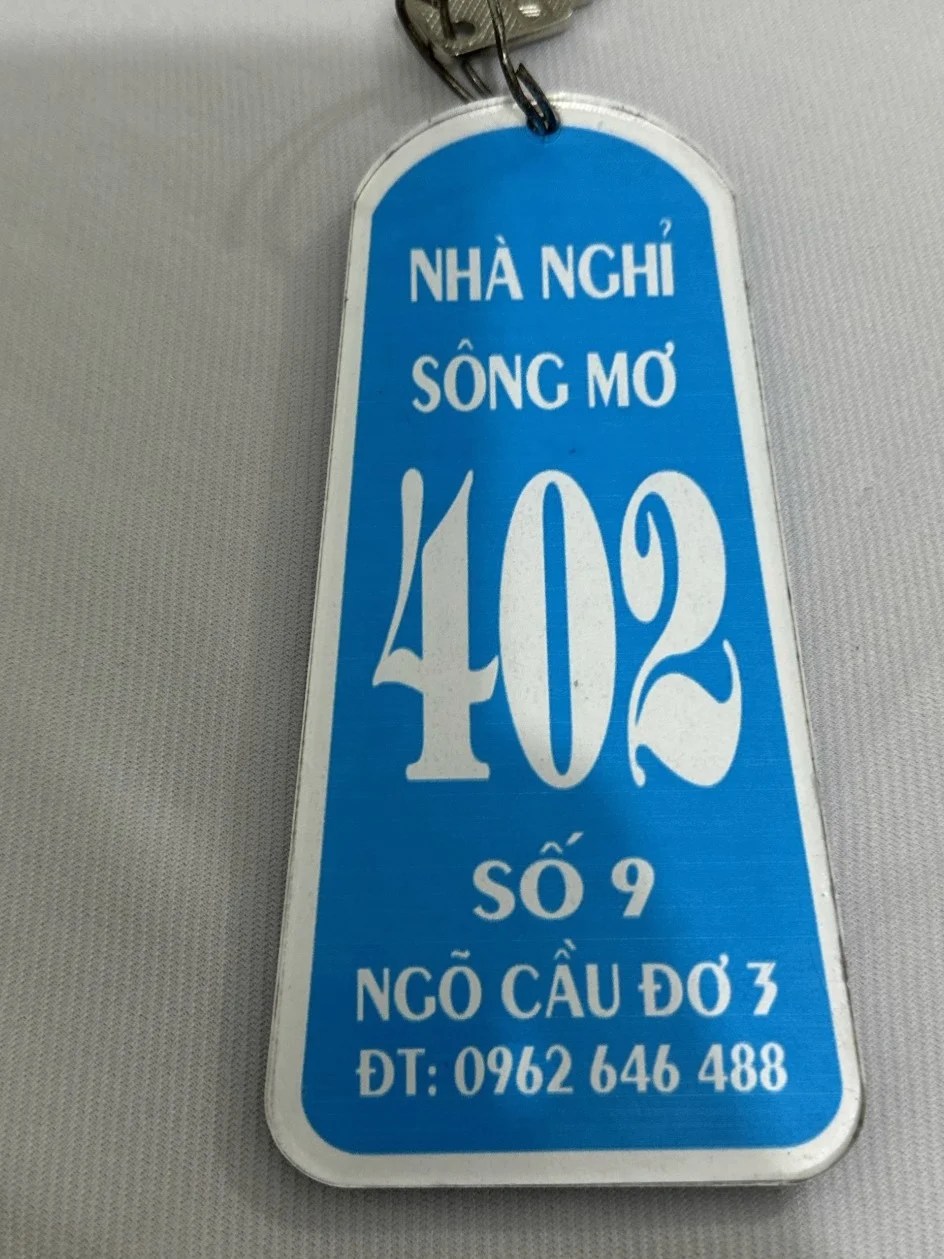 NHÀ NGHỈ
SÔNG MƠ
402
SỐ 9
NGÕ CẦU ĐƠ 3
ĐT: 0962 646 488